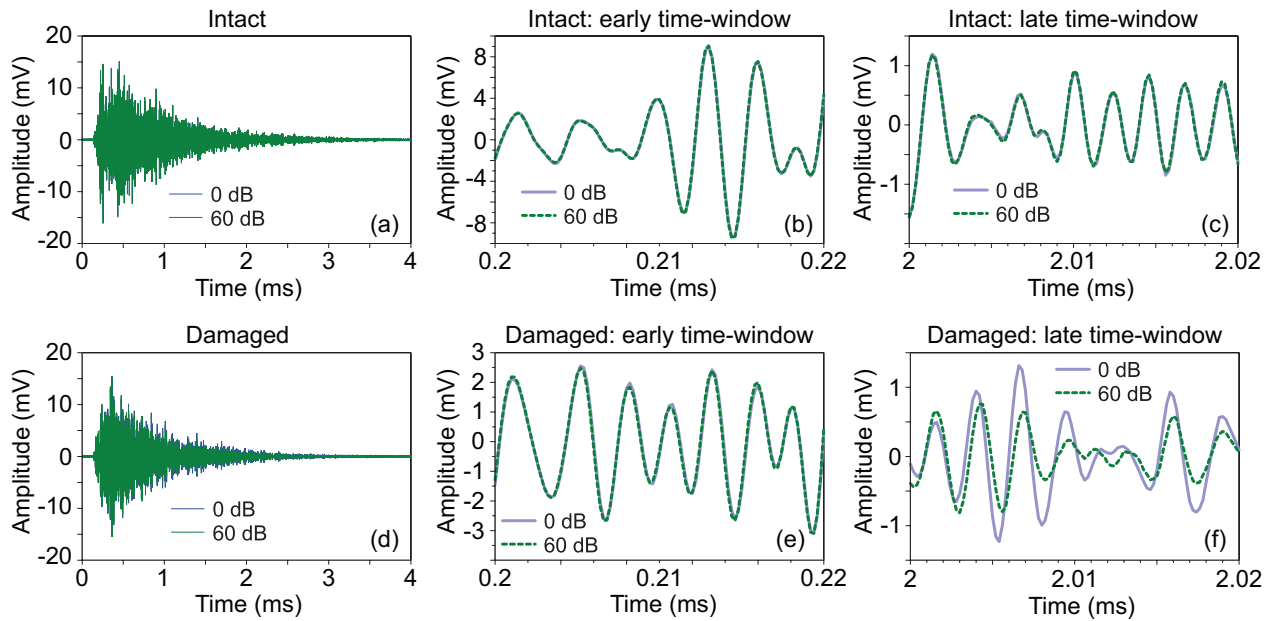 Intact
Amplitude (mV)
20
10
0
-10
-20
0 dB
60 dB
(a)
0 1 2 3 4
Time (ms)
Intact: early time-window
Amplitude (mV)
8
4
0
-4
-8
0 dB
60 dB
(b)
0.2 0.21 0.22
Time (ms)
Intact: late time-window
Amplitude (mV)
1
0
-1
0 dB
60 dB
(c)
2 2.01 2.02
Time (ms)
Damaged
Amplitude (mV)
20
10
0
-10
-20
0 dB
60 dB
(d)
0 1 2 3 4
Time (ms)
Damaged: early time-window
Amplitude (mV)
3
2
1
0
-1
-2
-3
0 dB
60 dB
(e)
0.2 0.21 0.22
Time (ms)
Damaged: late time-window
Amplitude (mV)
1
0
-1
0 dB
60 dB
(f)
2 2.01 2.02
Time (ms)